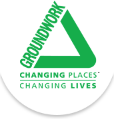 GROUNDWORK
CHANGING PLACES
CHANGING LIVES